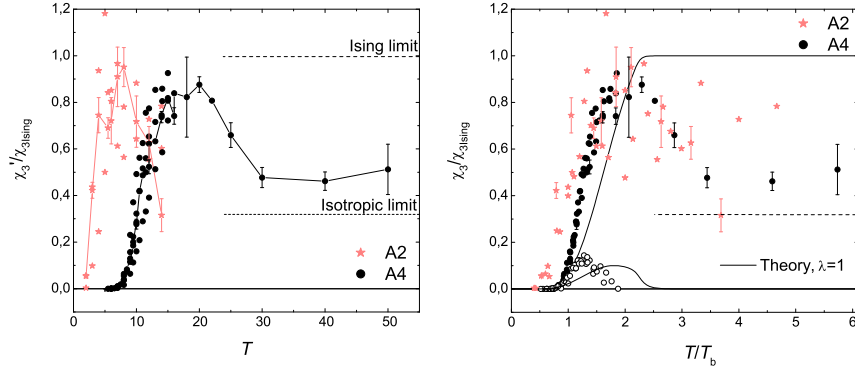 χ₃'/χ₃Ising
1,2
1,0
0,8
0,6
0,4
0,2
0,0
0 10 20 30 40 50
T
Ising limit
Isotropic limit
A2
A4
χ₃/χ₃Ising
1,2
1,0
0,8
0,6
0,4
0,2
0,0
0 1 2 3 4 5 6
T/Tb
A2
A4
Theory, λ=1